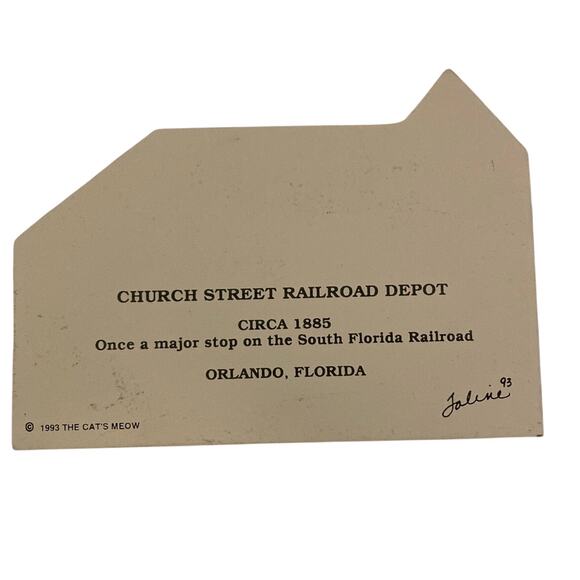 CHURCH STREET RAILROAD DEPOT
CIRCA 1885
Once a major stop on the South Florida Railroad
ORLANDO, FLORIDA
Faline 93
© 1993 THE CAT'S MEOW